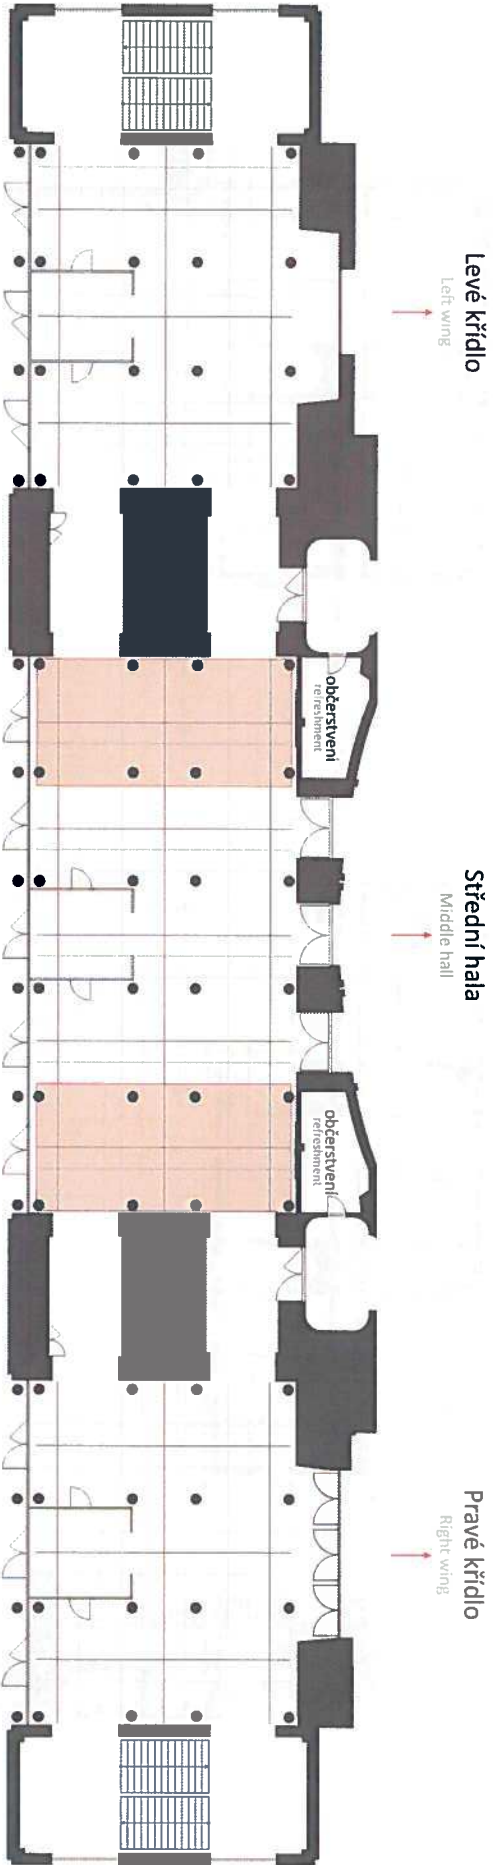 Levé křídlo
Left wing
občerstvení
refreshment
Střední hala
Middle hall
občerstvení
refreshment
Pravé křídlo
Right wing